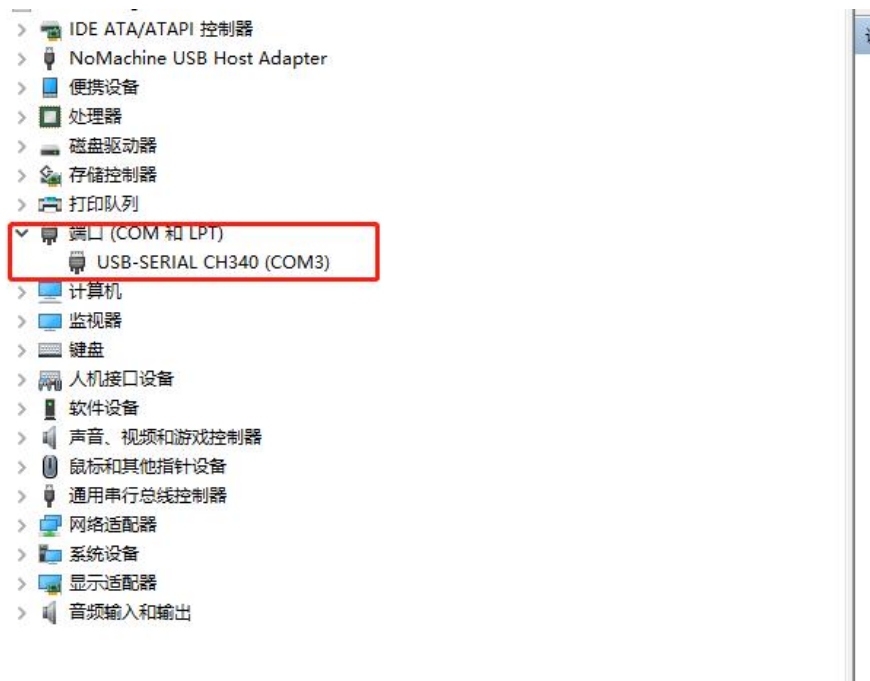 IDE ATA/ATAPI 控制器
NoMachine USB Host Adapter
便携设备
处理器
磁盘驱动器
存储控制器
打印队列
端口 (COM 和 LPT)
USB-SERIAL CH340 (COM3)
计算机
监视器
键盘
人机接口设备
软件设备
声音、视频和游戏控制器
鼠标和其他指针设备
通用串行总线控制器
网络适配器
系统设备
显示适配器
音频输入和输出